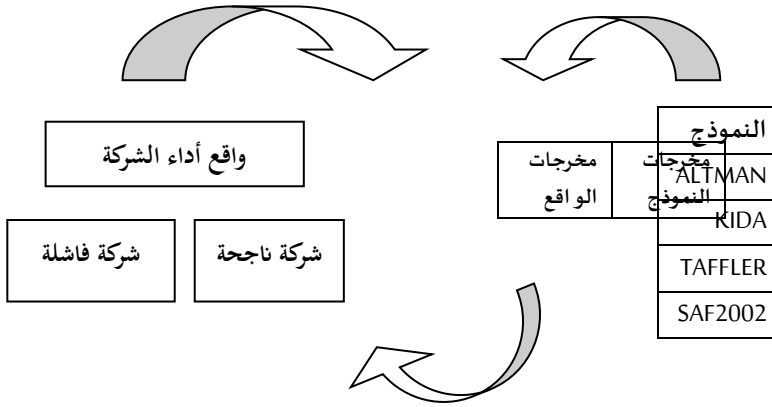 النموذج
ALTMAN
KIDA
TAFFLER
SAF2002
مخرجات
النموذج
مخرجات
الواقع
واقع أداء الشركة
شركة ناجحة
شركة فاشلة